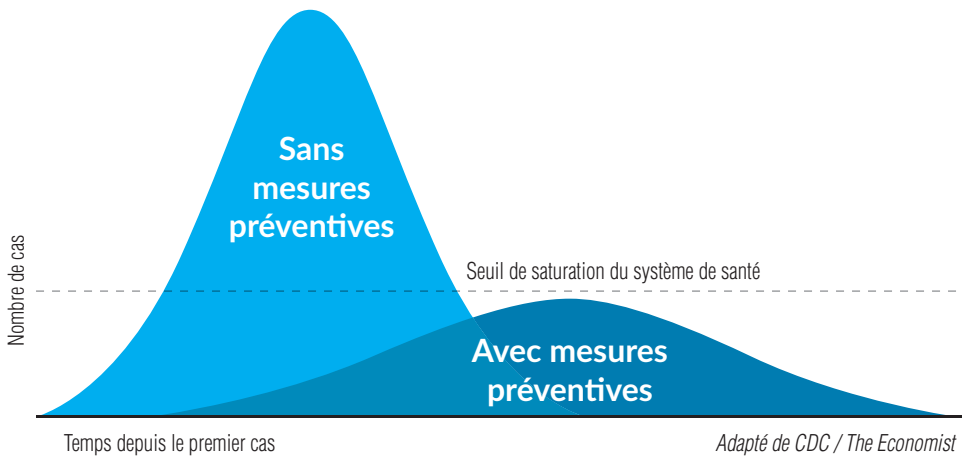 Sans
mesures
préventives
Nombre de cas
Seuil de saturation du système de santé
Avec mesures
préventives
Temps depuis le premier cas
Adapté de CDC / The Economist